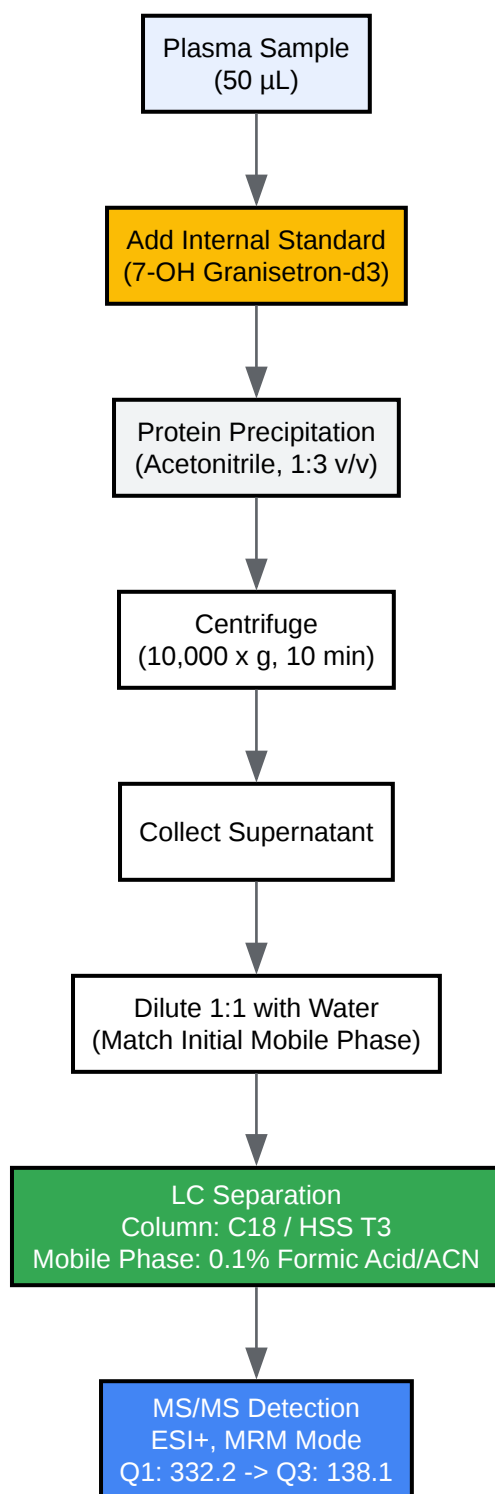 Plasma Sample
(50 µL)
Add Internal Standard
(7-OH Granisetron-d3)
Protein Precipitation
(Acetonitrile, 1:3 v/v)
Centrifuge
(10,000 x g, 10 min)
Collect Supernatant
Dilute 1:1 with Water
(Match Initial Mobile Phase)
LC Separation
Column: C18 / HSS T3
Mobile Phase: 0.1% Formic Acid/ACN
MS/MS Detection
ESI+, MRM Mode
Q1: 332.2 -> Q3: 138.1